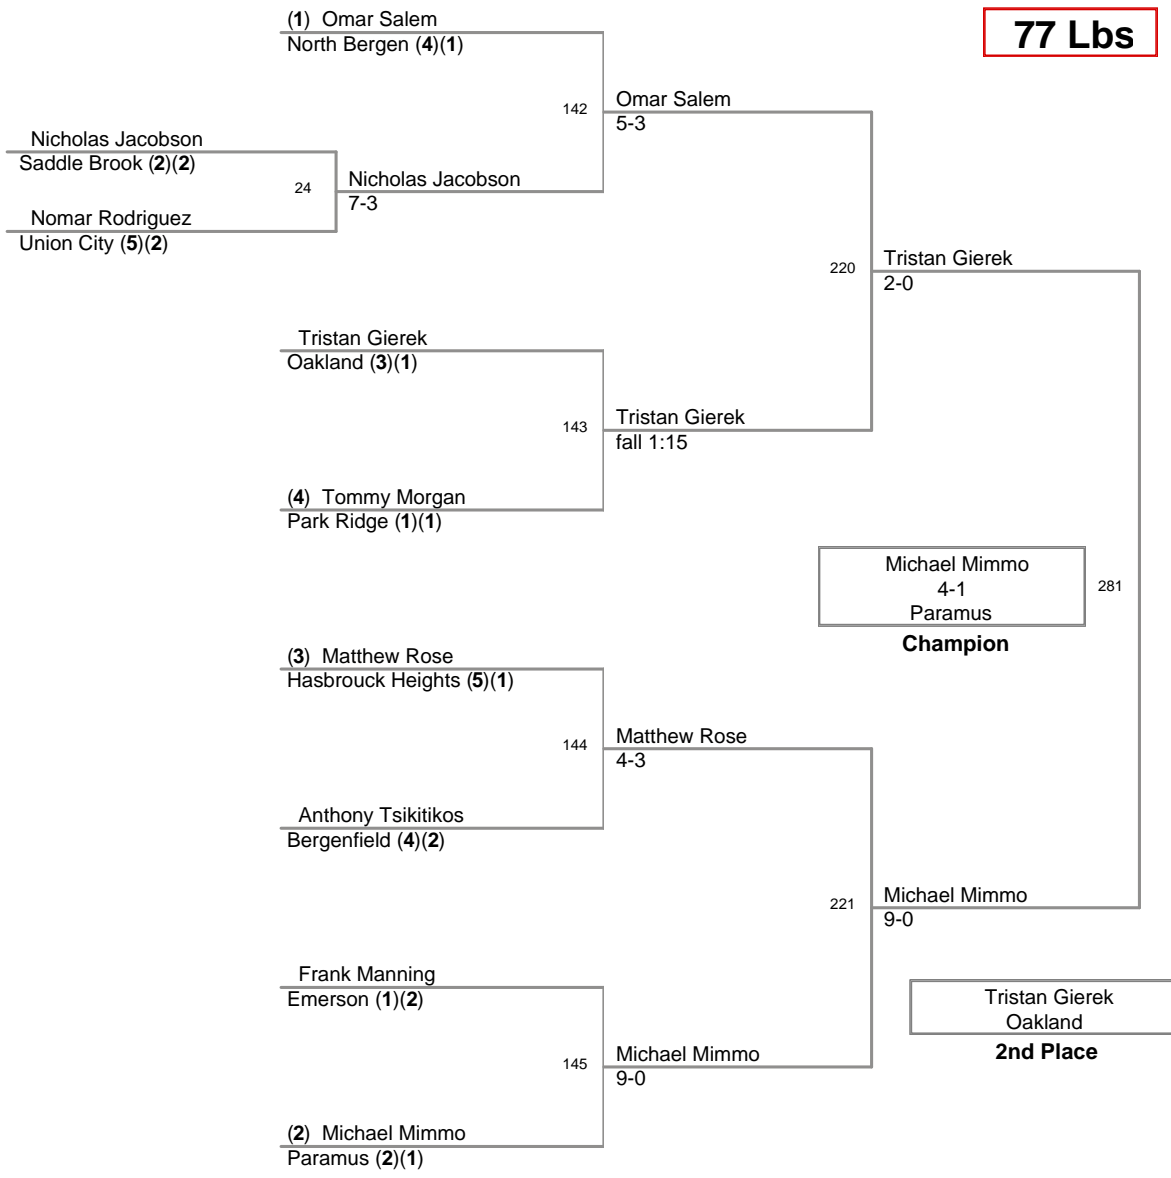 (1) Omar Salem
North Bergen (4)(1)
77 Lbs
142
Omar Salem
5-3
Nicholas Jacobson
Saddle Brook (2)(2)
24
Nicholas Jacobson
7-3
Nomar Rodriguez
Union City (5)(2)
220
Tristan Gierek
2-0
Tristan Gierek
Oakland (3)(1)
143
Tristan Gierek
fall 1:15
(4) Tommy Morgan
Park Ridge (1)(1)
Michael Mimmo
4-1
Paramus
281
Champion
(3) Matthew Rose
Hasbrouck Heights (5)(1)
144
Matthew Rose
4-3
Anthony Tsikitikos
Bergenfield (4)(2)
221
Michael Mimmo
9-0
Frank Manning
Emerson (1)(2)
Tristan Gierek
Oakland
2nd Place
145
Michael Mimmo
9-0
(2) Michael Mimmo
Paramus (2)(1)